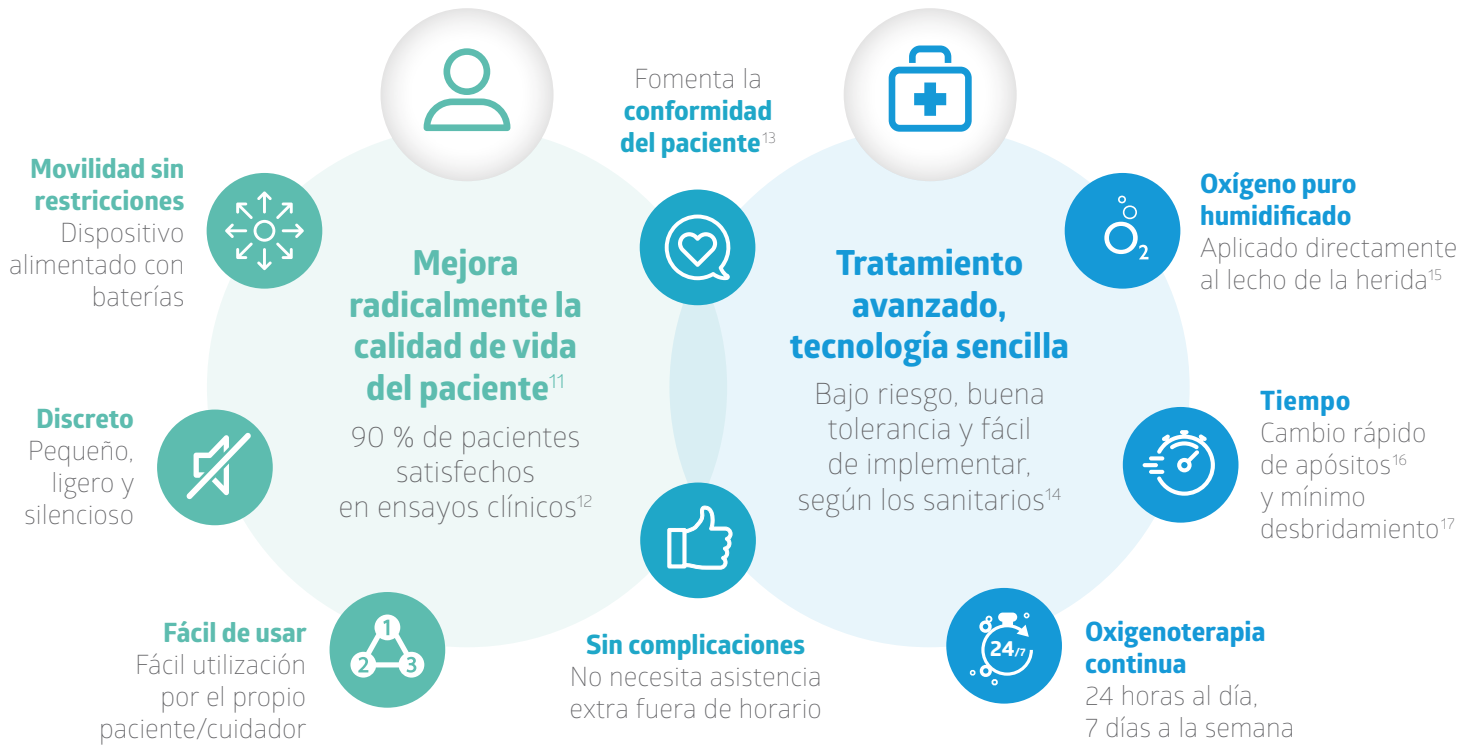 Fomenta la
conformidad
del paciente13
Movilidad sin
restricciones
Dispositivo
alimentado con
baterías
Discreto
Pequeño,
ligero y
silencioso
Fácil de usar
Fácil utilización
por el propio
paciente/cuidador
1
2 3
Mejora
radicalmente la
calidad de vida
del paciente11
90 % de pacientes
satisfechos
en ensayos clínicos12
Sin complicaciones
No necesita asistencia
extra fuera de horario
Tratamiento
avanzado,
tecnología sencilla
Bajo riesgo, buena
tolerancia y fácil
de implementar,
según los sanitarios14
O2
Oxígeno puro
humidificado
Aplicado directamente
al lecho de la herida15
Tiempo
Cambio rápido
de apósitos16
y mínimo
desbridamiento17
24/7
Oxigenoterapia
continua
24 horas al día,
7 días a la semana